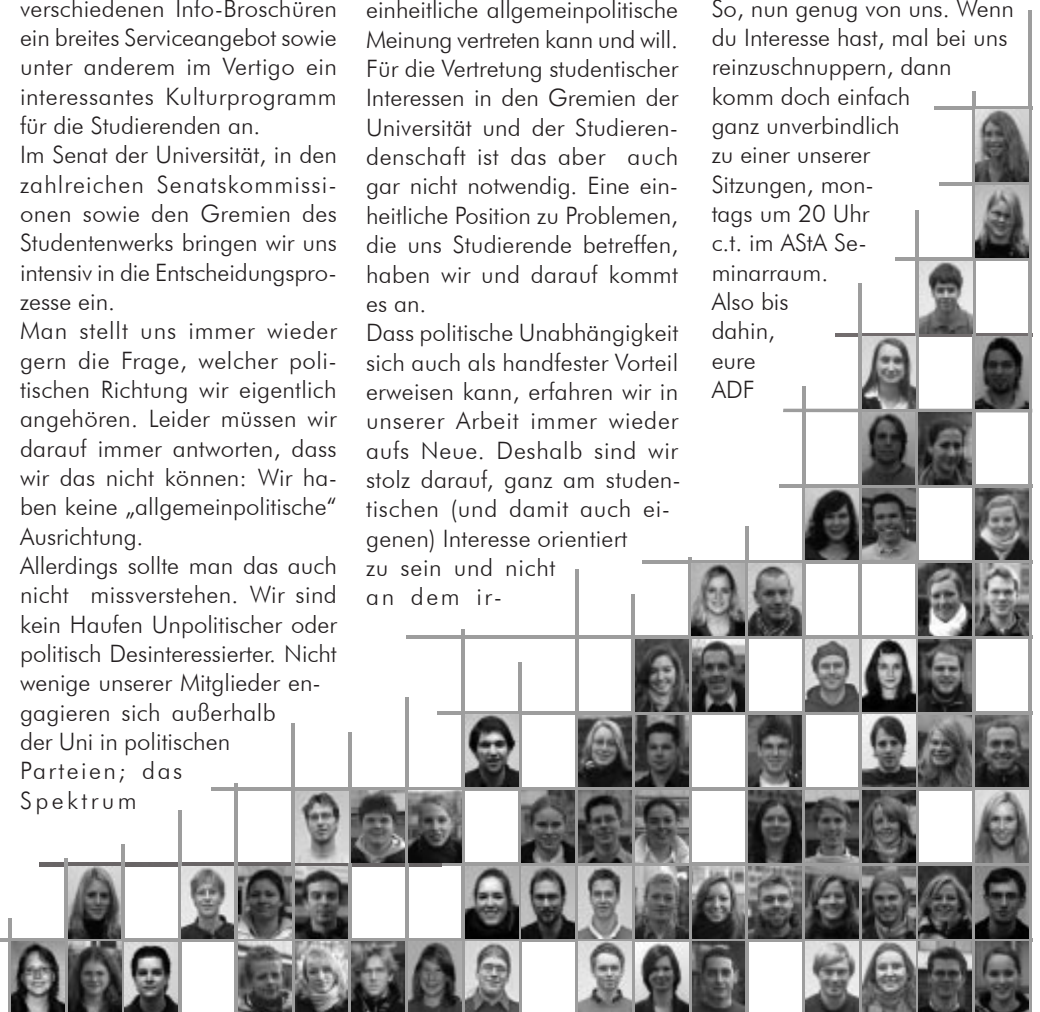 verschiedenen Info-Broschüren
ein breites Serviceangebot sowie
unter anderem im Vertigo ein
interessantes Kulturprogramm
für die Studierenden an.
Im Senat der Universität, in den
zahlreichen Senatskommissi-
onen sowie den Gremien des
Studentenwerks bringen wir uns
intensiv in die Entscheidungspro-
zesse ein.
Man stellt uns immer wieder
gern die Frage, welcher poli-
tischen Richtung wir eigentlich
angehören. Leider müssen wir
darauf immer antworten, dass
wir das nicht können: Wir ha-
ben keine „allgemeinpolitische“
Ausrichtung.
Allerdings sollte man das auch
nicht missverstehen. Wir sind
kein Haufen Unpolitischer oder
politisch Desinteressierter. Nicht
wenige unserer Mitglieder en-
gagieren sich außerhalb
der Uni in politischen
Parteien; das
Spektrum
einheitliche allgemeinpolitische
Meinung vertreten kann und will.
Für die Vertretung studentischer
Interessen in den Gremien der
Universität und der Studieren-
denschaft ist das aber auch
gar nicht notwendig. Eine ein-
heitliche Position zu Problemen,
die uns Studierende betreffen,
haben wir und darauf kommt
es an.
Dass politische Unabhängigkeit
sich auch als handfester Vorteil
erweisen kann, erfahren wir in
unserer Arbeit immer wieder
aufs Neue. Deshalb sind wir
stolz darauf, ganz am studen-
tischen (und damit auch ei-
genen) Interesse orientiert
zu sein und nicht
an dem ir-
So, nun genug von uns. Wenn
du Interesse hast, mal bei uns
reinzuschnuppern, dann
komm doch einfach
ganz unverbindlich
zu einer unserer
Sitzungen, mon-
tags um 20 Uhr
c.t. im AStA Se-
minarraum.
Also bis
dahin,
eure
ADF